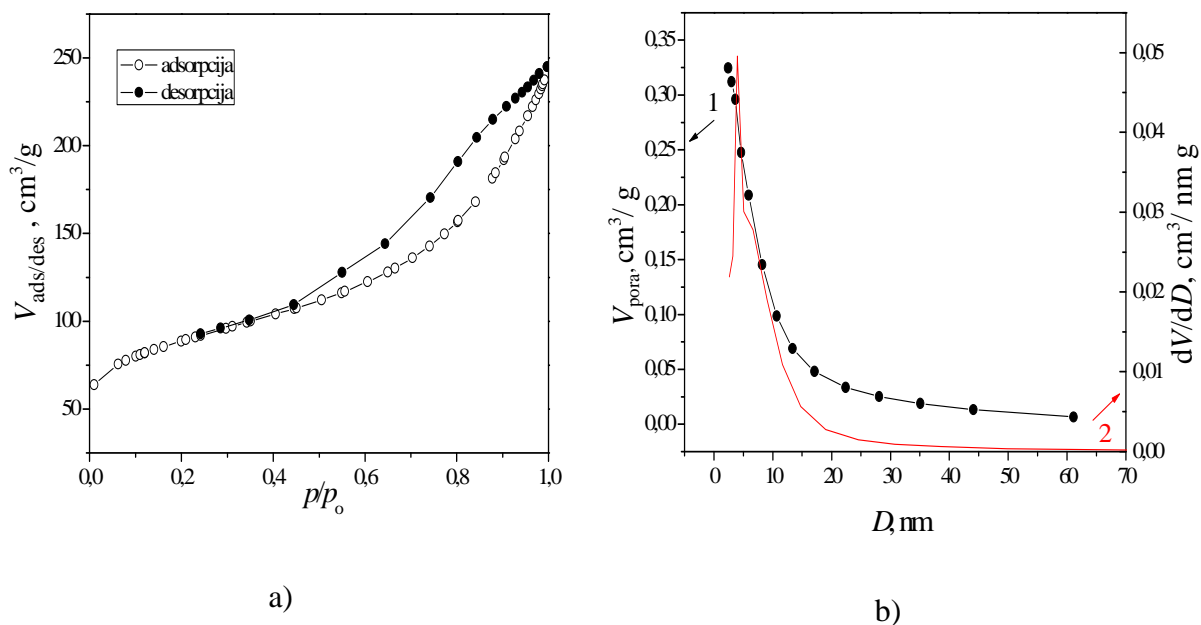 250
200
150
100
50
V_ads/des, cm³/g
adsorpcija
desorpcija
0,0 0,2 0,4 0,6 0,8 1,0
p/p_o
a)
0,35
0,30
0,25
0,20
0,15
0,10
0,05
0,00
V_pora, cm³/ g
1
2
0,05
0,04
0,03
0,02
0,01
0,00
dV/dD, cm³/ nm g
0 10 20 30 40 50 60 70
D, nm
b)